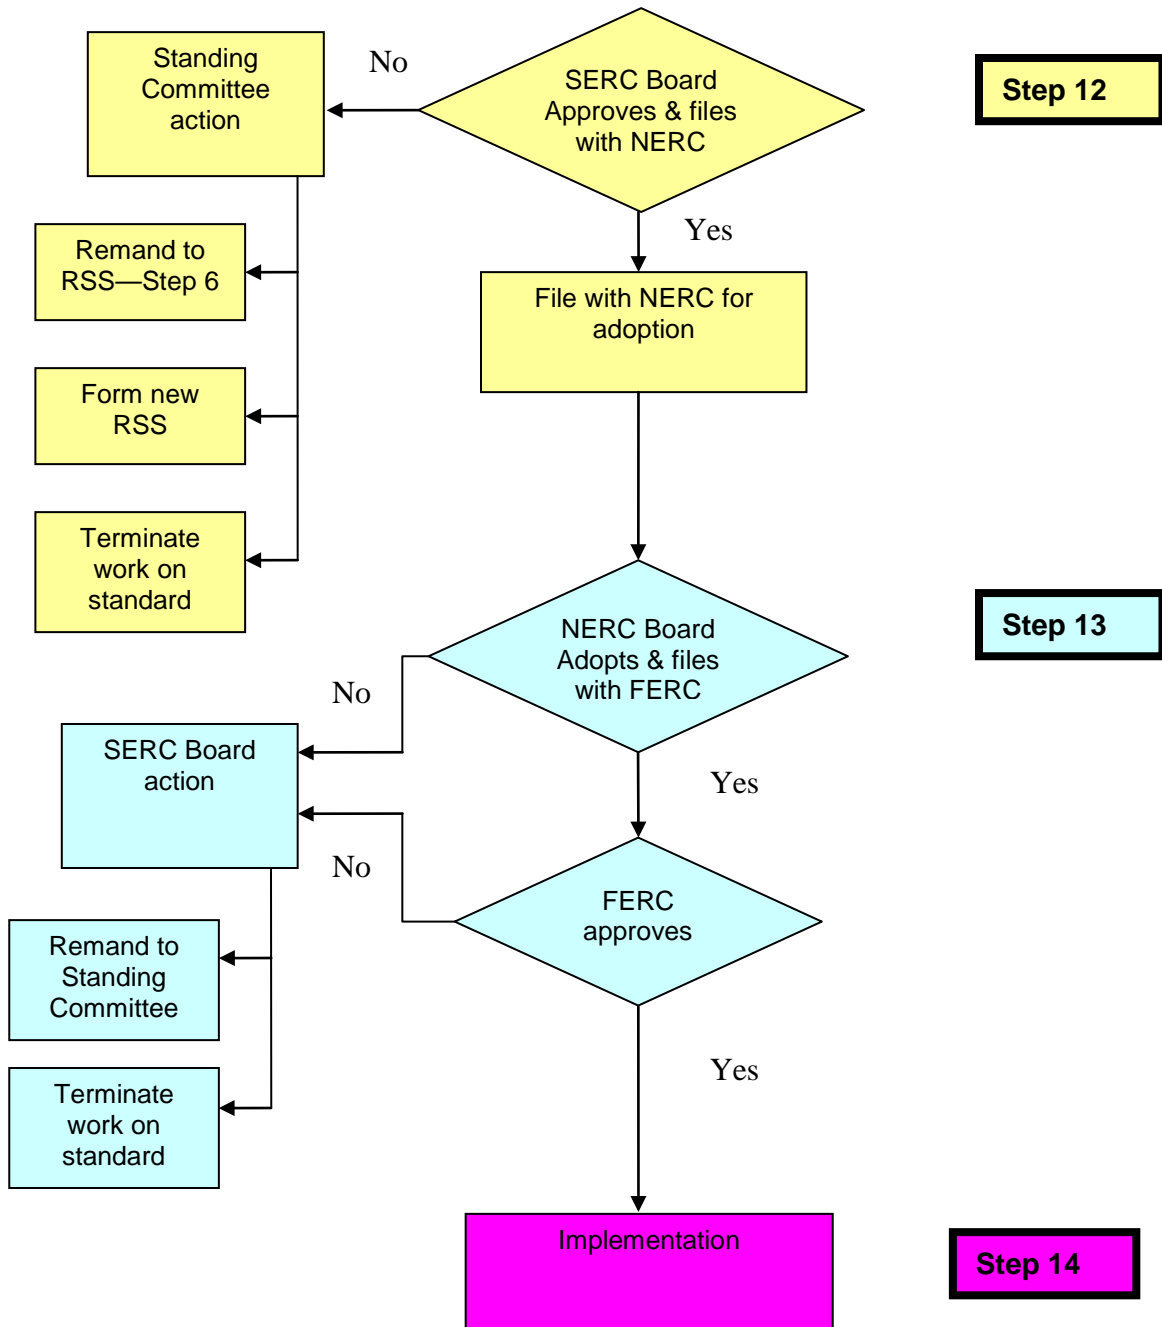 Standing
Committee
action
No
SERC Board
Approves & files
with NERC
Step 12
Yes
Remand to
RSS—Step 6
File with NERC for
adoption
Form new
RSS
Terminate
work on
standard
NERC Board
Adopts & files
with FERC
Step 13
No
SERC Board
action
Yes
No
FERC
approves
Remand to
Standing
Committee
Yes
Terminate
work on
standard
Implementation
Step 14